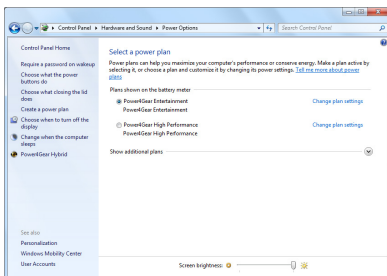 Control Panel ▸ Hardware and Sound ▸ Power Options
Search Control Panel
Control Panel Home
Require a password on wakeup
Choose what the power
buttons do
Choose what closing the lid
does
Create a power plan
Choose when to turn off the
display
Change when the computer
sleeps
Power4Gear Hybrid
See also
Personalization
Windows Mobility Center
User Accounts
Select a power plan
Power plans can help you maximize your computer's performance or conserve energy. Make a plan active by
selecting it, or choose a plan and customize it by changing its power settings. Tell me more about power
plans
Plans shown on the battery meter
Power4Gear Entertainment Change plan settings
Power4Gear Entertainment
Power4Gear High Performance Change plan settings
Power4Gear High Performance
Show additional plans
Screen brightness: